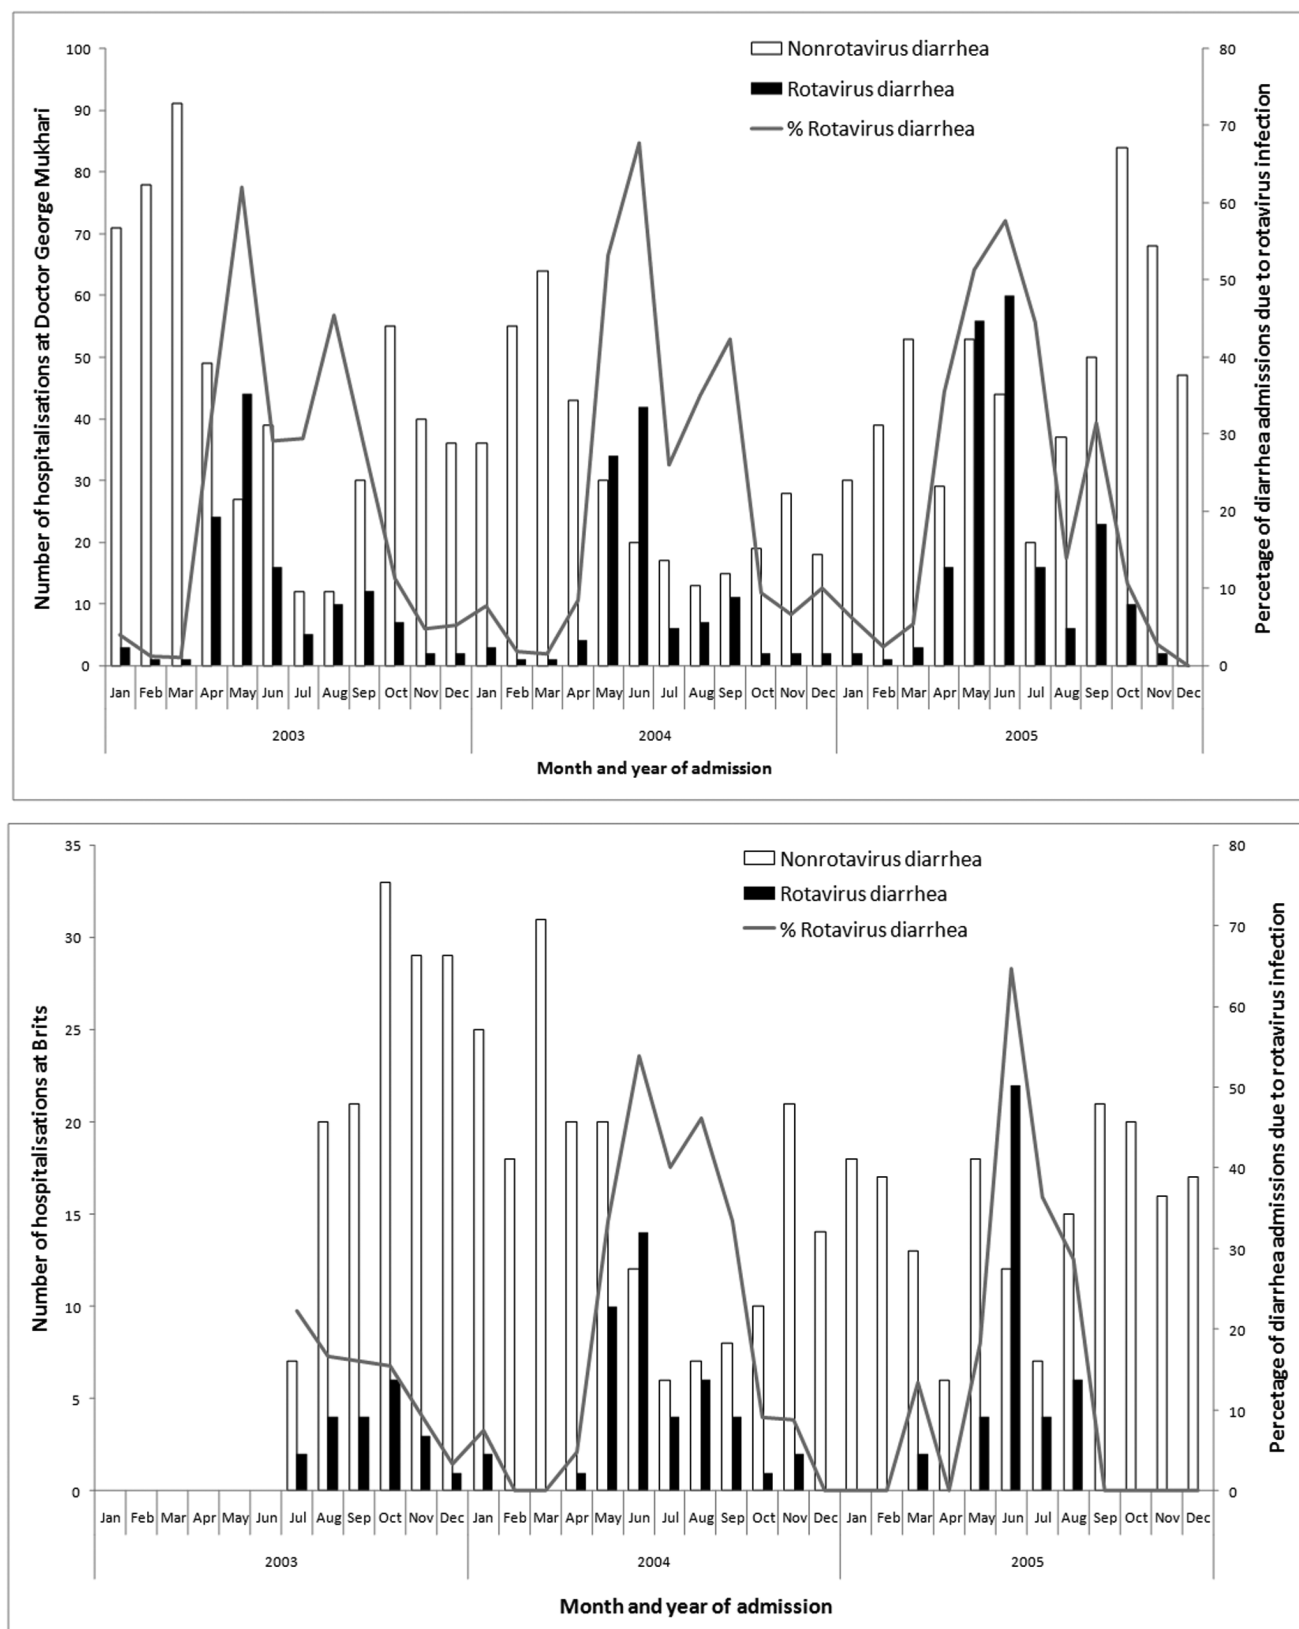 Number of hospitalisations at Doctor George Mukhari
100
90
80
70
60
50
40
30
20
10
0
Nonrotavirus diarrhea
Rotavirus diarrhea
% Rotavirus diarrhea
80
70
60
50
40
30
20
10
0
Percetage of diarrhea admissions due to rotavirus infection
Jan Feb Mar Apr May Jun Jul Aug Sep Oct Nov Dec Jan Feb Mar Apr May Jun Jul Aug Sep Oct Nov Dec Jan Feb Mar Apr May Jun Jul Aug Sep Oct Nov Dec
2003 2004 2005
Month and year of admission
Number of hospitalisations at Brits
35
30
25
20
15
10
5
0
Nonrotavirus diarrhea
Rotavirus diarrhea
% Rotavirus diarrhea
80
70
60
50
40
30
20
10
0
Percetage of diarrhea admissions due to rotavirus infection
Jan Feb Mar Apr May Jun Jul Aug Sep Oct Nov Dec Jan Feb Mar Apr May Jun Jul Aug Sep Oct Nov Dec Jan Feb Mar Apr May Jun Jul Aug Sep Oct Nov Dec
2003 2004 2005
Month and year of admission